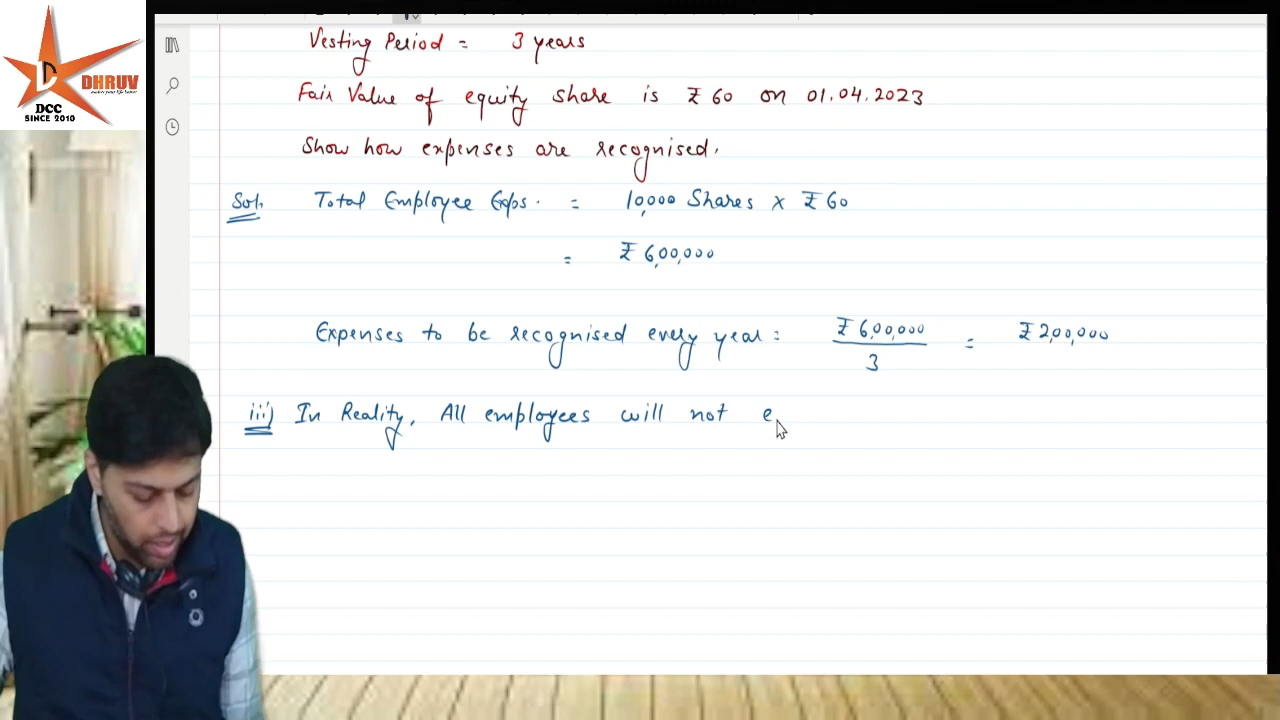 Vesting Period = 3 years
Fair Value of equity share is ₹ 60 on 01.04.2023
Show how expenses are recognised.
Sol. Total Employee Exps. = 10,000 Shares x ₹ 60
= ₹ 6,00,000
Expenses to be recognised every year: ₹ 6,00,000 / 3 = ₹ 2,00,000
iii) In Reality, All employees will not e
D
DHRUV
DCC
SINCE 2010